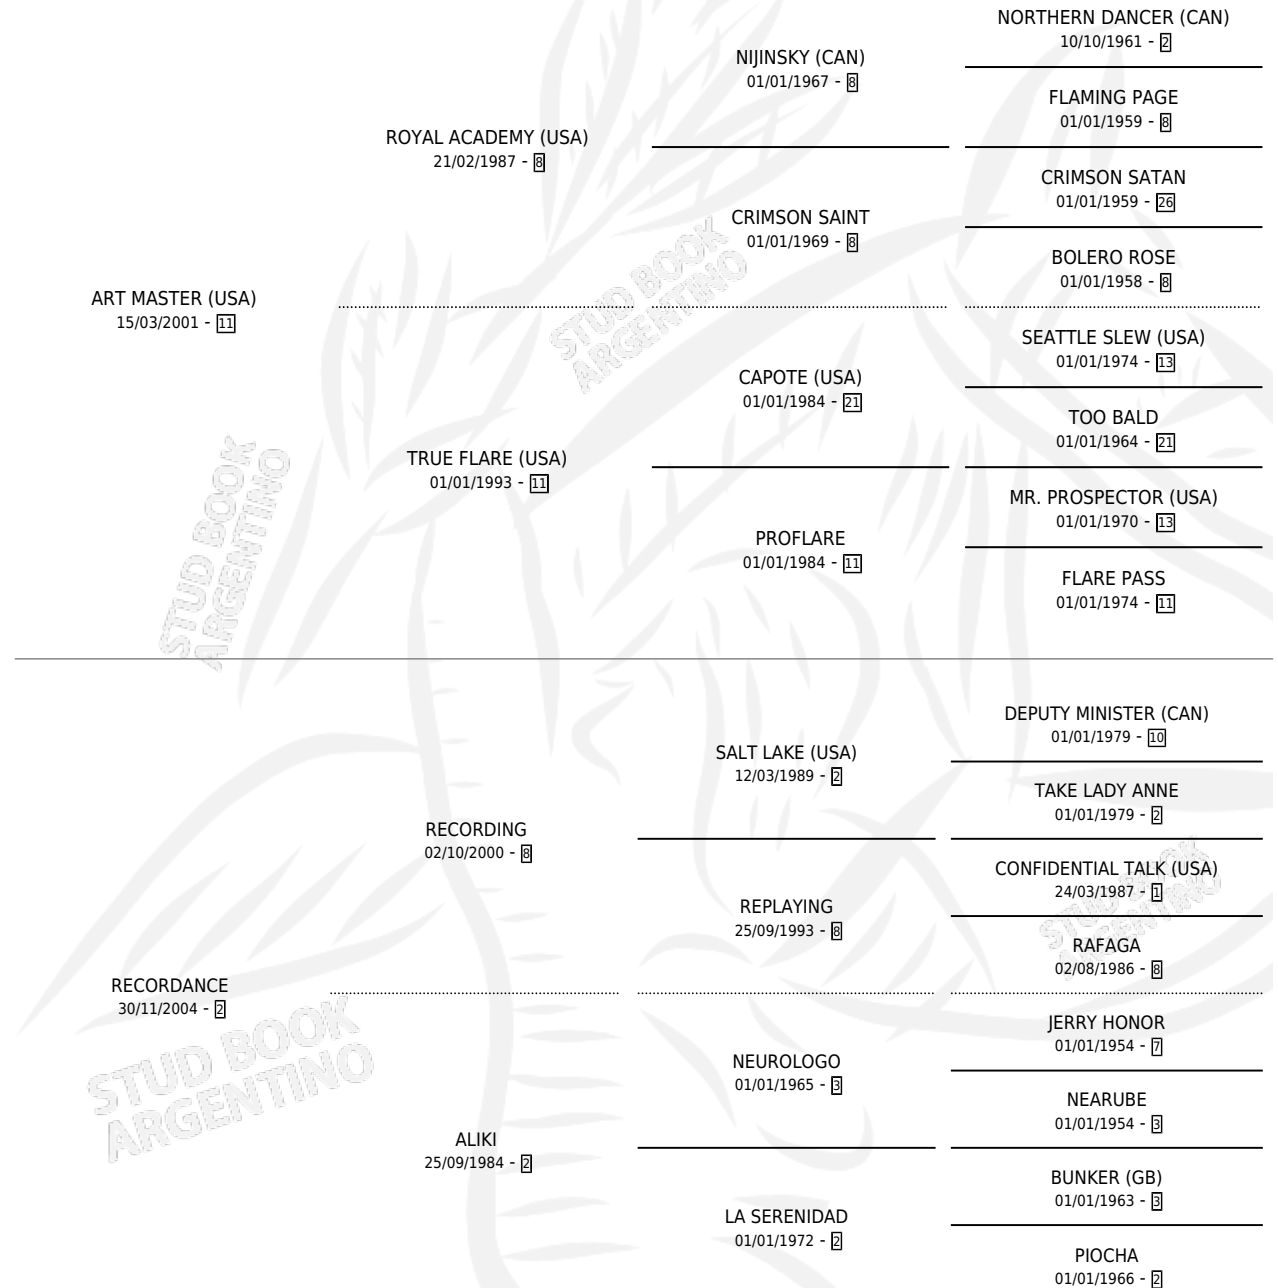 NORTHERN DANCER (CAN)
10/10/1961 - 2
NIJINSKY (CAN)
01/01/1967 - 8
FLAMING PAGE
01/01/1959 - 8
ROYAL ACADEMY (USA)
21/02/1987 - 8
CRIMSON SATAN
01/01/1959 - 26
CRIMSON SAINT
01/01/1969 - 8
BOLERO ROSE
01/01/1958 - 8
ART MASTER (USA)
15/03/2001 - 11
STUD BOOK
ARGENTINO
SEATTLE SLEW (USA)
01/01/1974 - 13
CAPOTE (USA)
01/01/1984 - 21
TOO BALD
01/01/1964 - 21
TRUE FLARE (USA)
01/01/1993 - 11
MR. PROSPECTOR (USA)
01/01/1970 - 13
PROFLARE
01/01/1984 - 11
FLARE PASS
01/01/1974 - 11
STUD BOOK
ARGENTINO
DEPUTY MINISTER (CAN)
01/01/1979 - 10
SALT LAKE (USA)
12/03/1989 - 2
TAKE LADY ANNE
01/01/1979 - 2
RECORDING
02/10/2000 - 8
CONFIDENTIAL TALK (USA)
24/03/1987 - 1
REPLAYING
25/09/1993 - 8
STUD BOOK
ARGENTINO
RAFAGA
02/08/1986 - 8
RECORDANCE
30/11/2004 - 2
STUD BOOK
ARGENTINO
JERRY HONOR
01/01/1954 - 7
NEUROLOGO
01/01/1965 - 3
NEARUBE
01/01/1954 - 3
ALIKI
25/09/1984 - 2
BUNKER (GB)
01/01/1963 - 3
LA SERENIDAD
01/01/1972 - 2
PIOCHA
01/01/1966 - 2